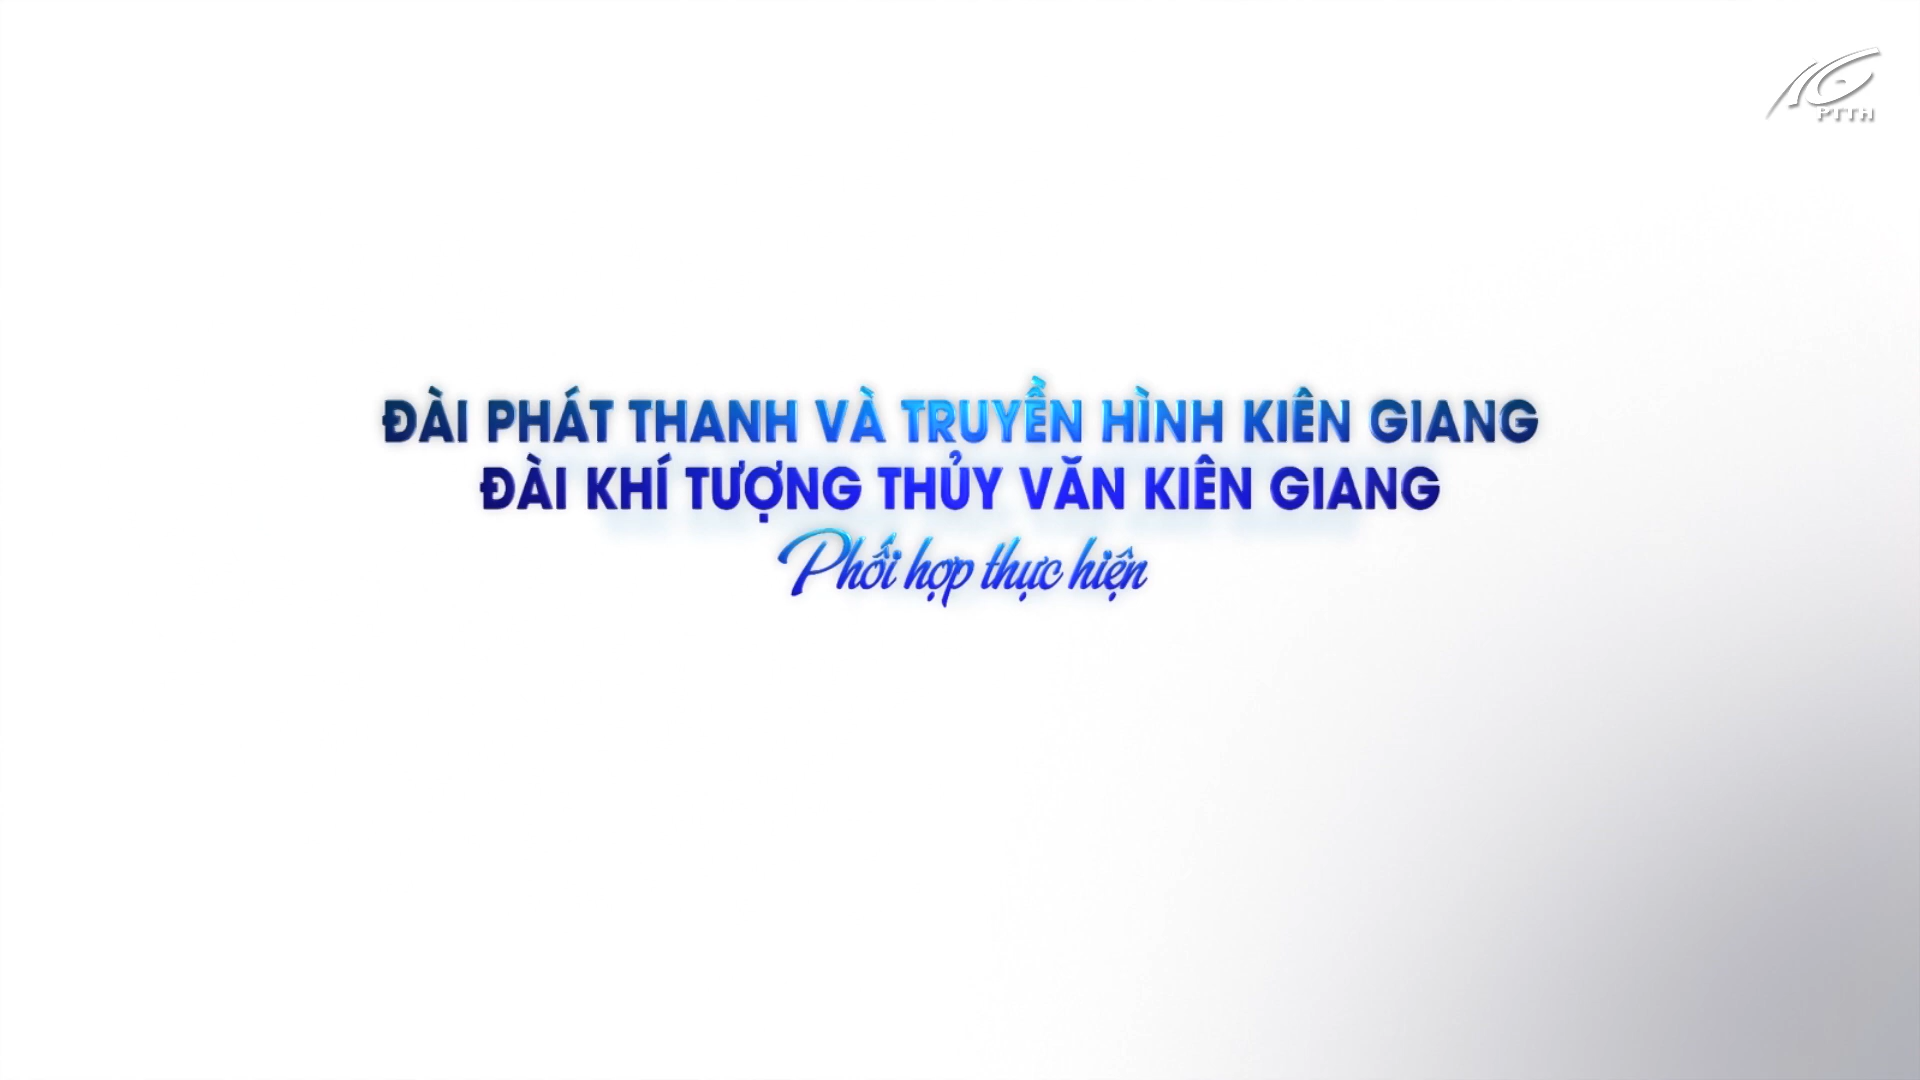 PTTH
ĐÀI PHÁT THANH VÀ TRUYỀN HÌNH KIÊN GIANG
ĐÀI KHÍ TƯỢNG THỦY VĂN KIÊN GIANG
Phối hợp thực hiện